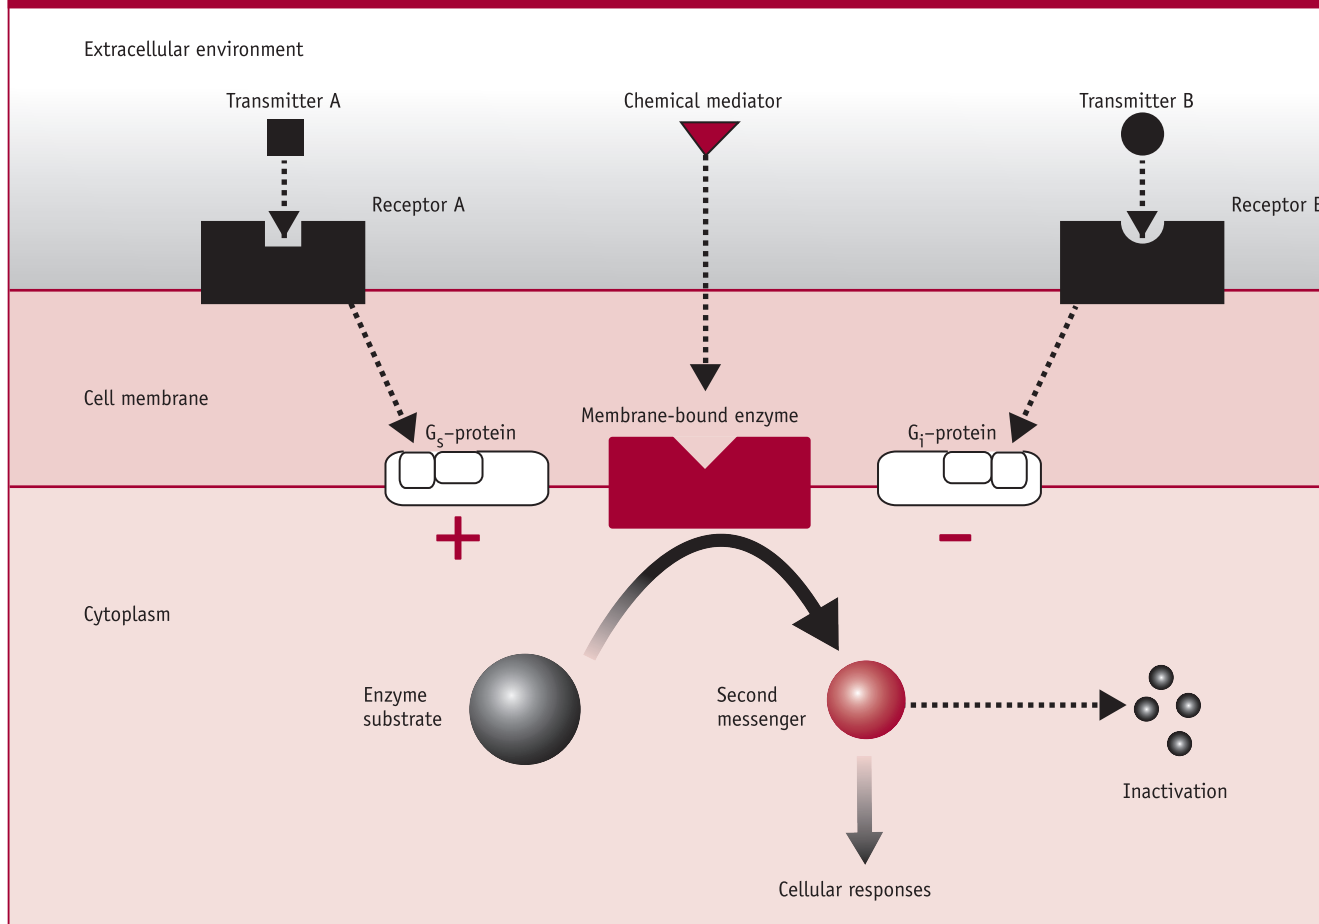 Extracellular environment
Transmitter A
Chemical mediator
Transmitter B
Receptor A
Receptor
Cell membrane
Membrane-bound enzyme
Gs–protein
Gi–protein
+
–
Cytoplasm
Enzyme
substrate
Second
messenger
Inactivation
Cellular responses